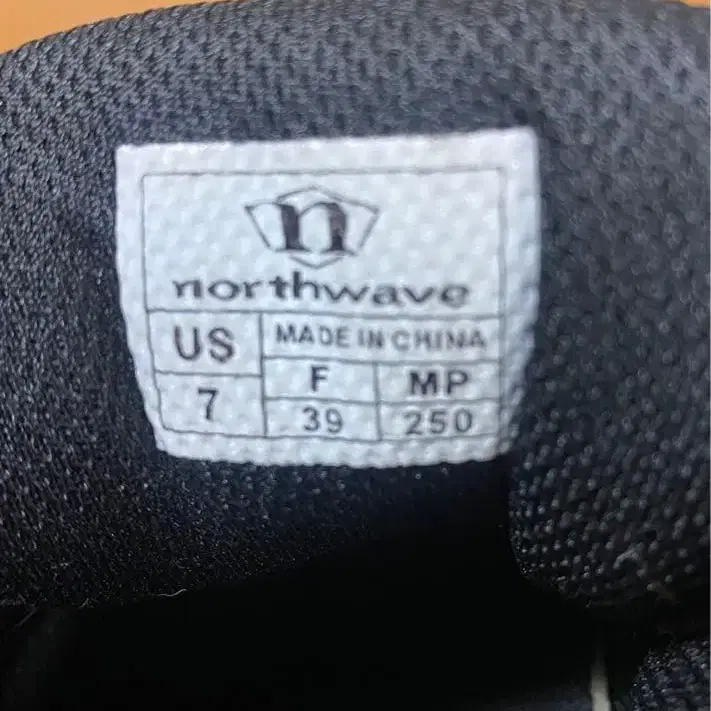 n
northwave
US MADE IN CHINA
F MP
7 39 250